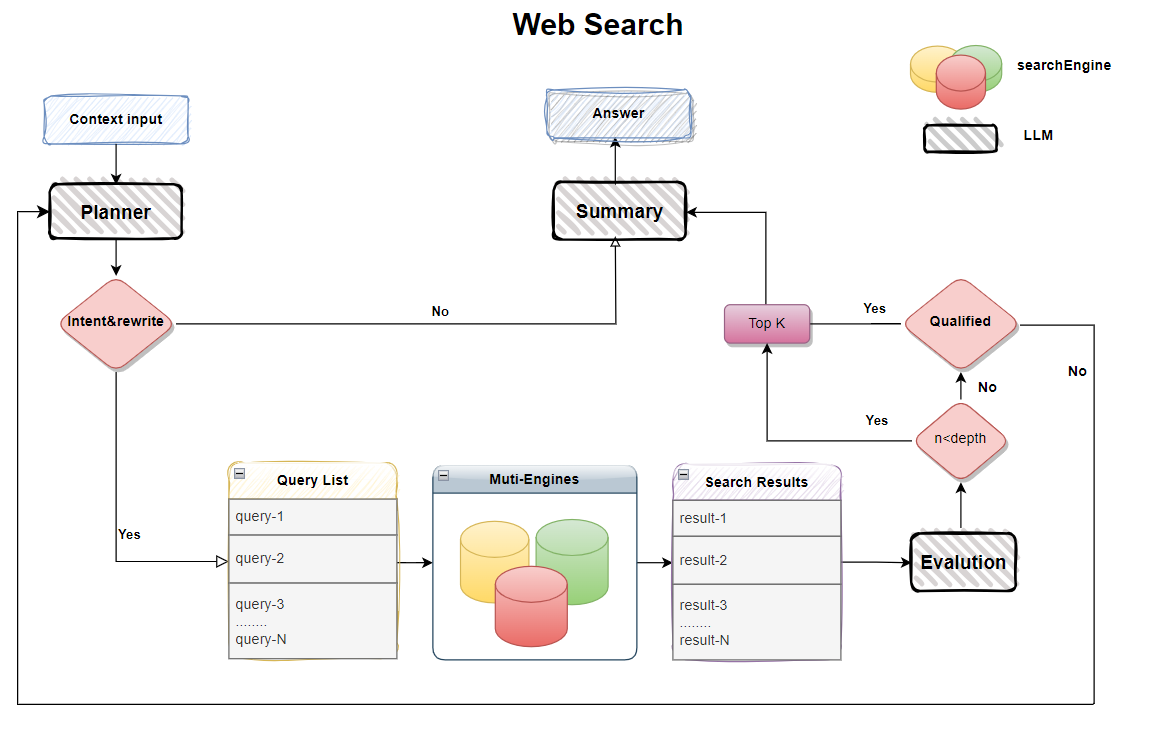 Web Search
searchEngine
LLM
Context input
Answer
Planner
Summary
Intent&rewrite
No
Top K
Yes
Qualified
No
No
Yes
n<depth
Yes
Query List
query-1
query-2
query-3
........
query-N
Muti-Engines
Search Results
result-1
result-2
result-3
........
result-N
Evalution